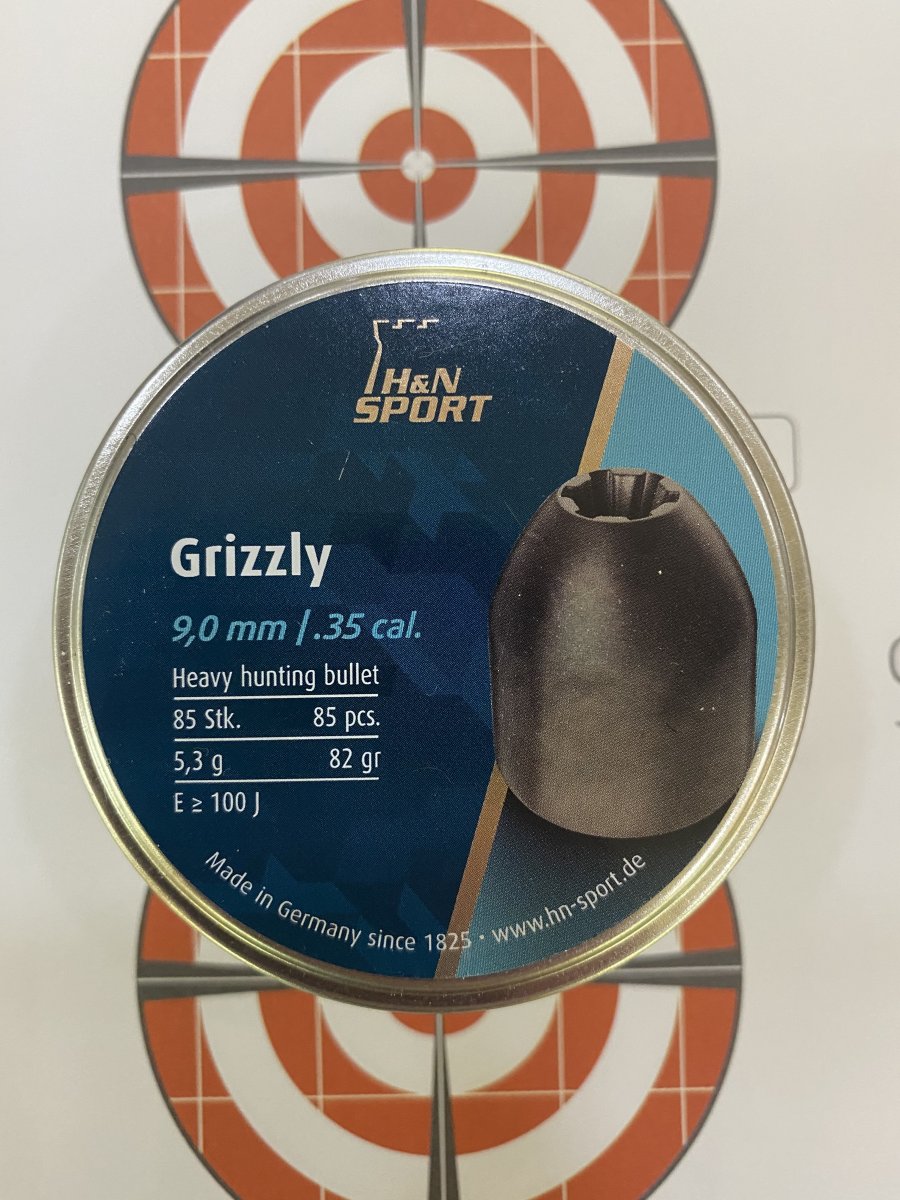 H&N
SPORT
Grizzly
9,0 mm / .35 cal.
Heavy hunting bullet
85 Stk. 85 pcs.
5,3 g 82 gr
E ≥ 100 J
Made in Germany since 1825 · www.hn-sport.de